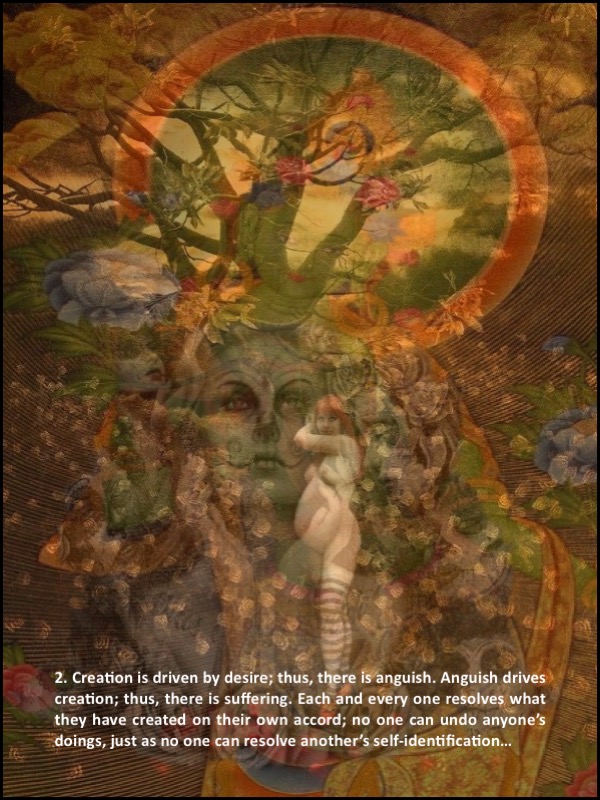 2. Creation is driven by desire; thus, there is anguish. Anguish drives
creation; thus, there is suffering. Each and every one resolves what
they have created on their own accord; no one can undo anyone’s
doings, just as no one can resolve another’s self-identification...